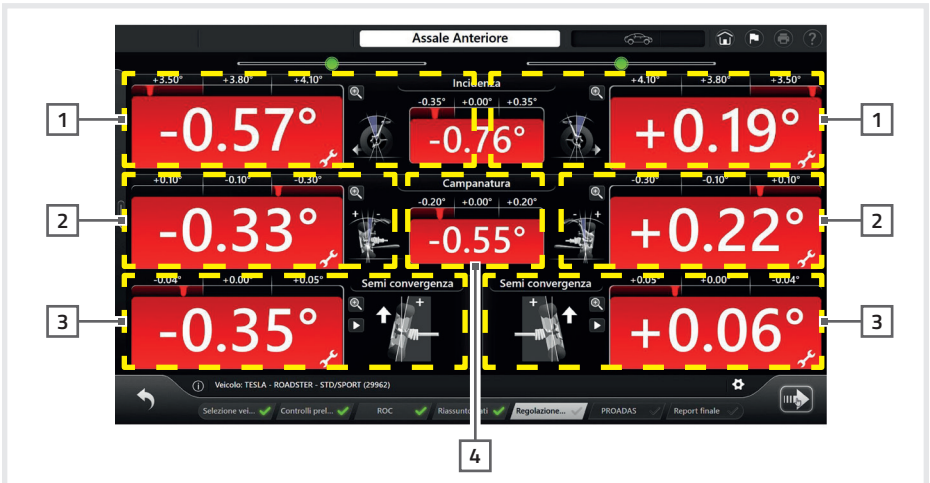 Assale Anteriore
?
+3.50° +3.80° +4.10°
Incidenza
+4.10° +3.80° +3.50°
-0.35° +0.00° +0.35°
1
-0.57°
-0.76°
+0.19°
1
+0.10° -0.10° -0.30°
Campanatura
-0.30° -0.10° +0.10°
-0.20° +0.00° +0.20°
2
-0.33°
+ -
-0.55°
+
+0.22°
2
-0.04° +0.00 +0.05°
Semi convergenza
Semi convergenza
+0.05 +0.00 -0.04°
3
-0.35°
+
+
+0.06°
3
i Veicolo: TESLA - ROADSTER - STD/SPORT (29962)
Selezione vei... Controlli prel... ROC Riassunto dati Regolazione... PROADAS Report finale
4